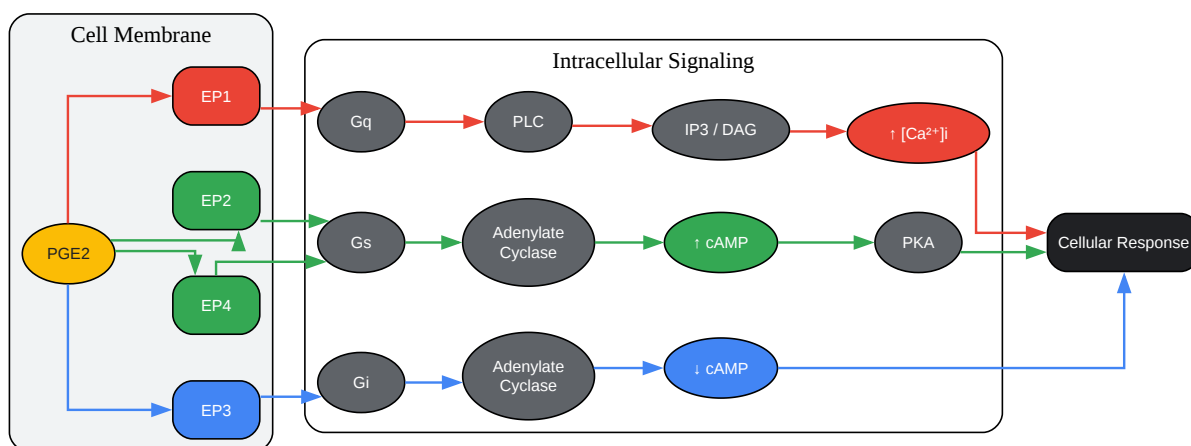 Cell Membrane
Intracellular Signaling
EP1
Gq
PLC
IP3 / DAG
↑ [Ca²⁺]i
EP2
PGE2
Gs
Adenylate
Cyclase
↑ cAMP
PKA
Cellular Response
EP4
Gi
Adenylate
Cyclase
↓ cAMP
EP3